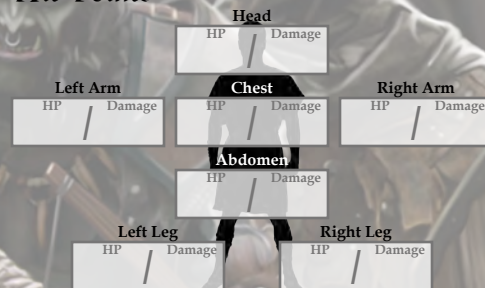 Head
HP / Damage
Left Arm
HP / Damage
Chest
HP / Damage
Right Arm
HP / Damage
Abdomen
HP / Damage
Left Leg
HP / Damage
Right Leg
HP / Damage